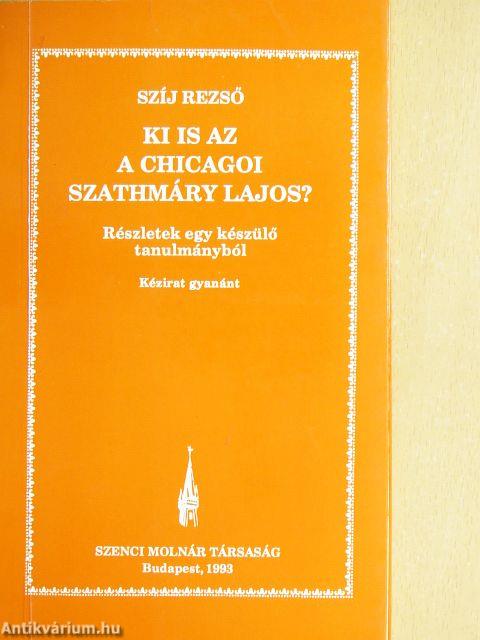 SZÍJ REZSŐ
KI IS AZ
A CHICAGOI
SZATHMÁRY LAJOS?
Részletek egy készülő
tanulmányból
Kézirat gyanánt
SZENCI MOLNÁR TÁRSASÁG
Budapest, 1993
Antikvárium.hu